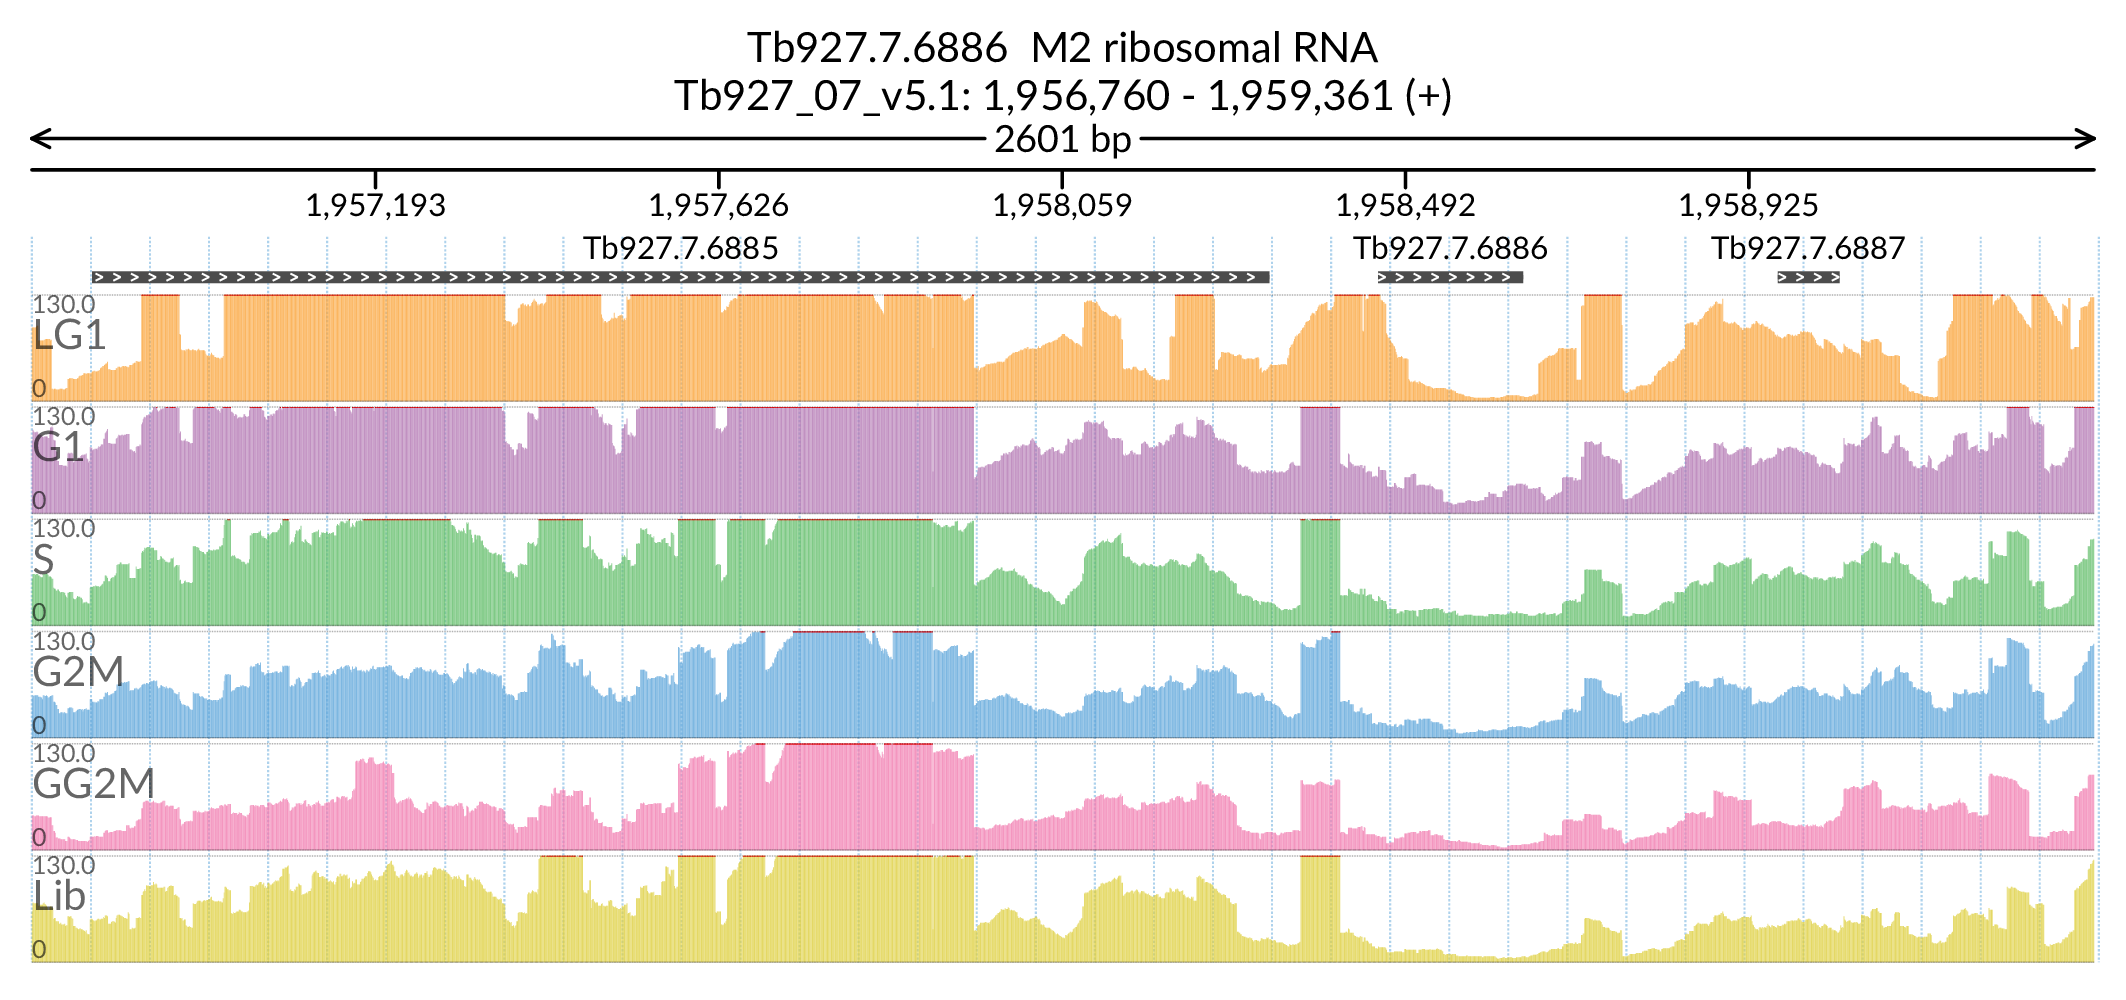 Tb927.7.6886 M2 ribosomal RNA
Tb927_07_v5.1: 1,956,760 - 1,959,361 (+)
2601 bp
1,957,193 1,957,626 1,958,059 1,958,492 1,958,925
Tb927.7.6885 Tb927.7.6886 Tb927.7.6887
130.0
LG1
0
130.0
G1
0
130.0
S
0
130.0
G2M
0
130.0
GG2M
0
130.0
Lib
0